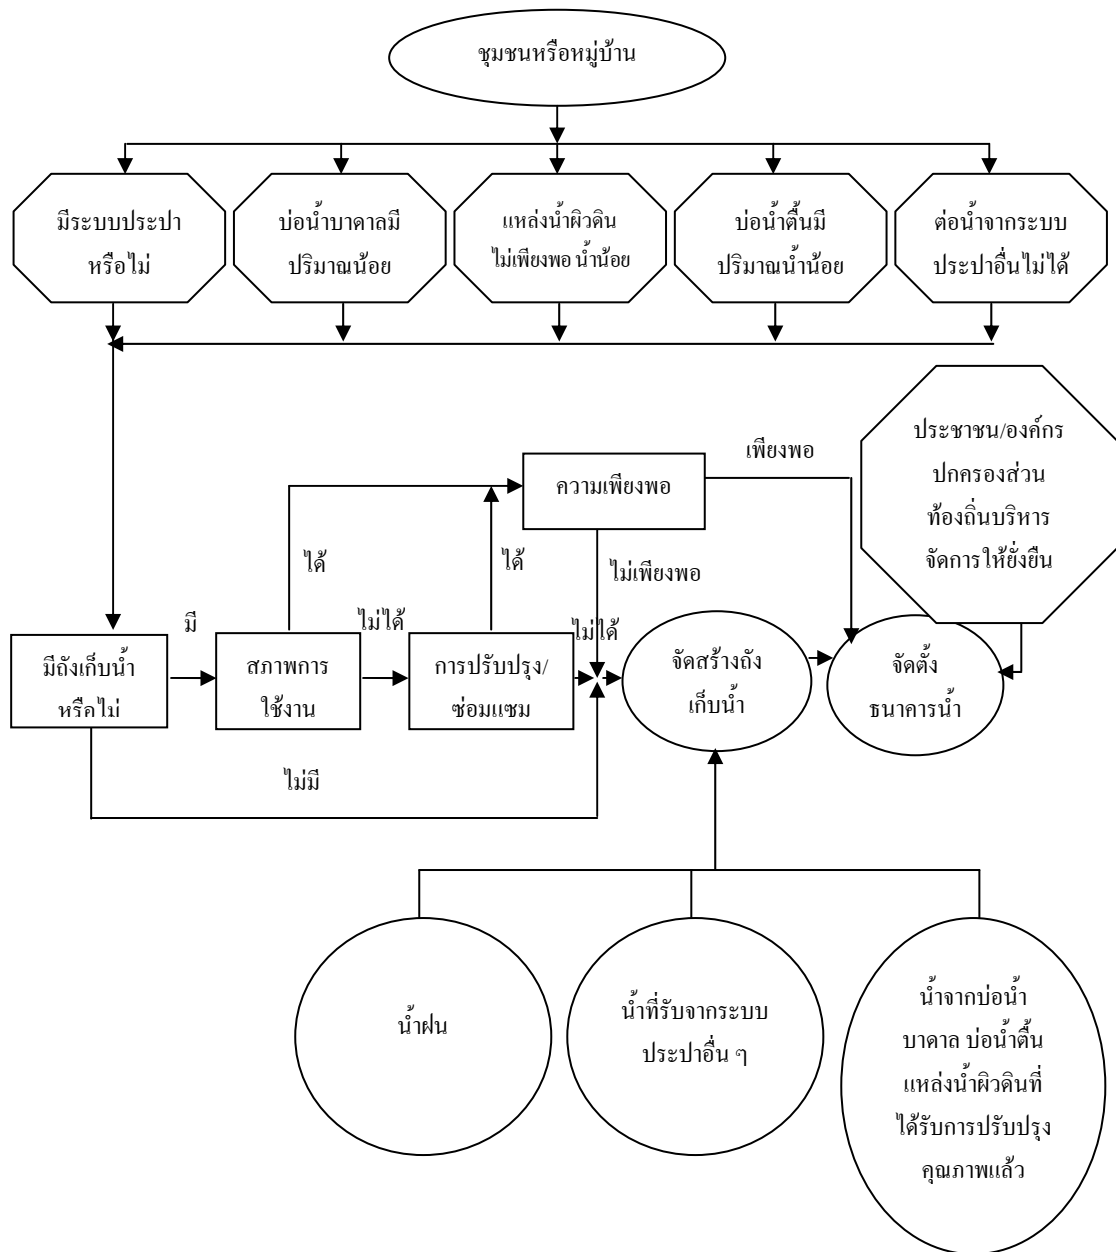 ชุมชนหรือหมู่บ้าน
มีระบบประปา
หรือไม่
บ่อน้ำบาดาลมี
ปริมาณน้อย
แหล่งน้ำผิวดิน
ไม่เพียงพอ น้ำน้อย
บ่อน้ำตื้นมี
ปริมาณน้ำน้อย
ต่อน้ำจากระบบ
ประปาอื่นไม่ได้
ประชาชน/องค์กร
ปกครองส่วน
ท้องถิ่นบริหาร
จัดการให้ยั่งยืน
เพียงพอ
ความเพียงพอ
ได้
ได้
ไม่เพียงพอ
มี
ไม่ได้
ไม่ได้
มีถังเก็บน้ำ
หรือไม่
สภาพการ
ใช้งาน
การปรับปรุง/
ซ่อมแซม
จัดสร้างถัง
เก็บน้ำ
จัดตั้ง
ธนาคารน้ำ
ไม่มี
น้ำฝน
น้ำที่รับจากระบบ
ประปาอื่น ๆ
น้ำจากบ่อน้ำ
บาดาล บ่อน้ำตื้น
แหล่งน้ำผิวดินที่
ได้รับการปรับปรุง
คุณภาพแล้ว